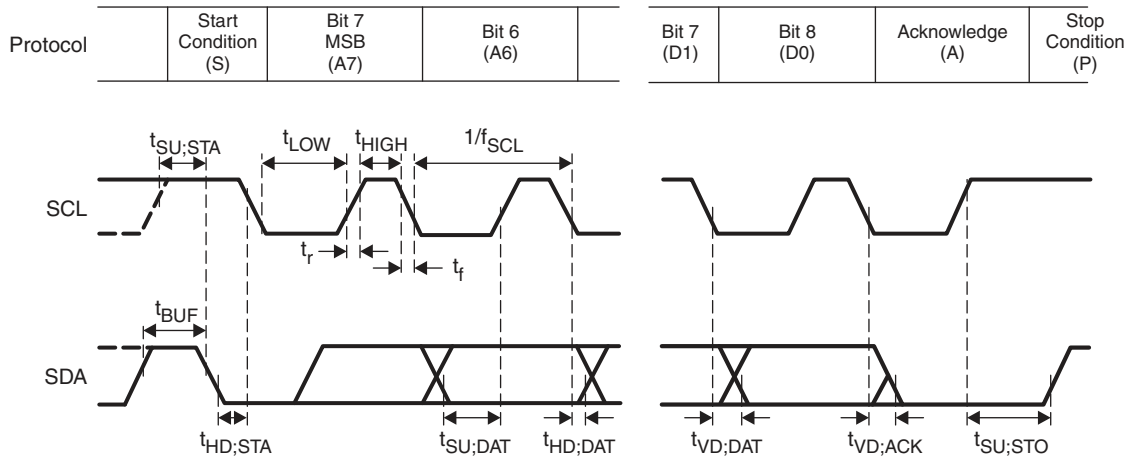 Protocol
Start
Condition
(S)
Bit 7
MSB
(A7)
Bit 6
(A6)
Bit 7
(D1)
Bit 8
(D0)
Acknowledge
(A)
Stop
Condition
(P)
tSU;STA
tLOW
tHIGH
1/fSCL
SCL
tr
tf
tBUF
SDA
tHD;STA
tSU;DAT
tHD;DAT
tVD;DAT
tVD;ACK
tSU;STO